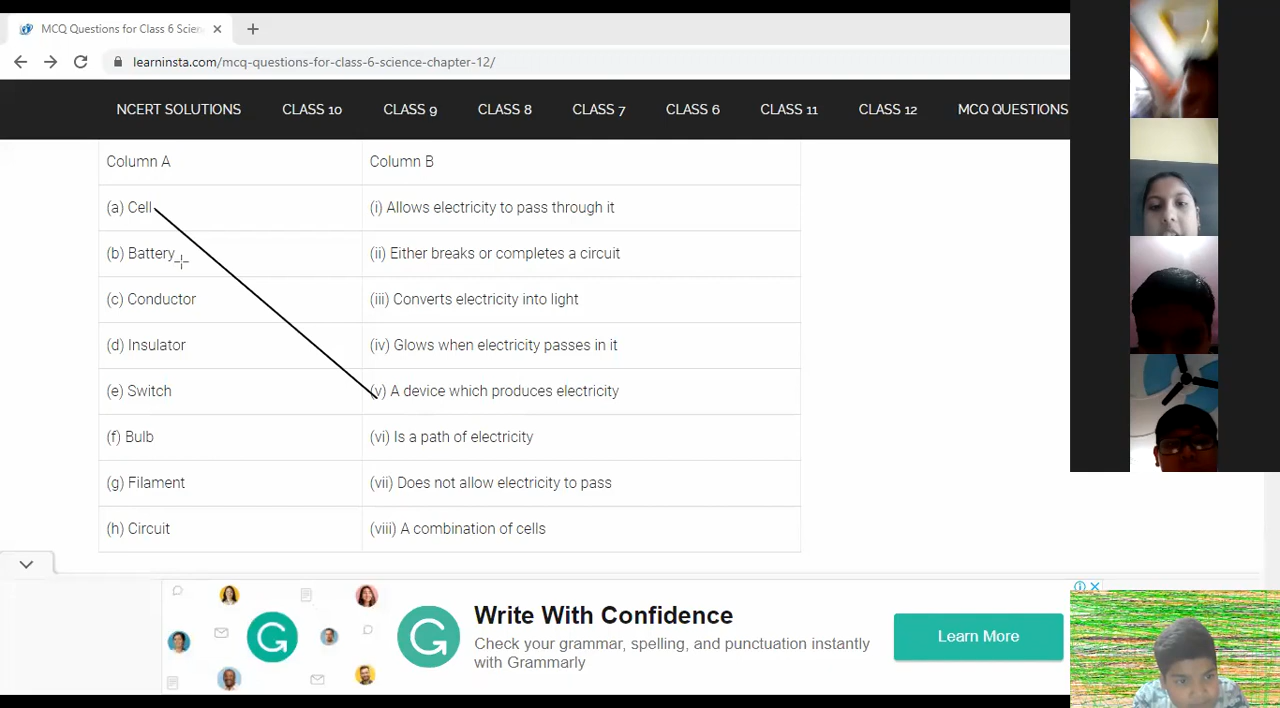 MCQ Questions for Class 6 Scien
learninsta.com/mcq-questions-for-class-6-science-chapter-12/
NCERT SOLUTIONS CLASS 10 CLASS 9 CLASS 8 CLASS 7 CLASS 6 CLASS 11 CLASS 12 MCQ QUESTIONS
Column A Column B
(a) Cell (i) Allows electricity to pass through it
(b) Battery (ii) Either breaks or completes a circuit
(c) Conductor (iii) Converts electricity into light
(d) Insulator (iv) Glows when electricity passes in it
(e) Switch (v) A device which produces electricity
(f) Bulb (vi) Is a path of electricity
(g) Filament (vii) Does not allow electricity to pass
(h) Circuit (viii) A combination of cells
Write With Confidence
Check your grammar, spelling, and punctuation instantly
with Grammarly
Learn More